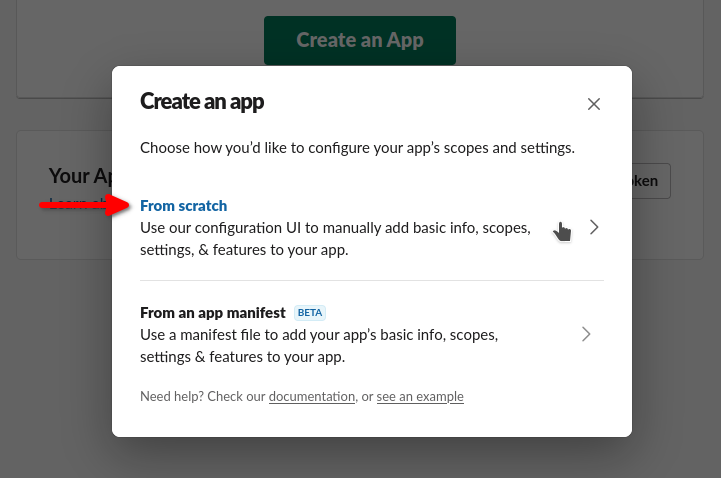 Create an App
Create an app
Choose how you’d like to configure your app’s scopes and settings.
Your Ap
From scratch
Use our configuration UI to manually add basic info, scopes,
settings, & features to your app.
From an app manifest BETA
Use a manifest file to add your app’s basic info, scopes,
settings & features to your app.
Need help? Check our documentation, or see an example